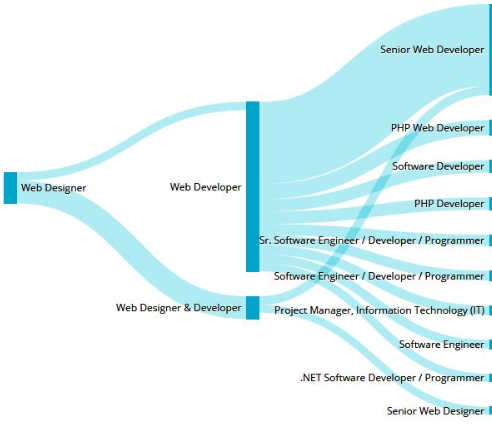 Senior Web Developer
PHP Web Developer
Software Developer
Web Designer
Web Developer
PHP Developer
Sr. Software Engineer / Developer / Programmer
Software Engineer / Developer / Programmer
Web Designer & Developer
Project Manager, Information Technology (IT)
Software Engineer
.NET Software Developer / Programmer
Senior Web Designer